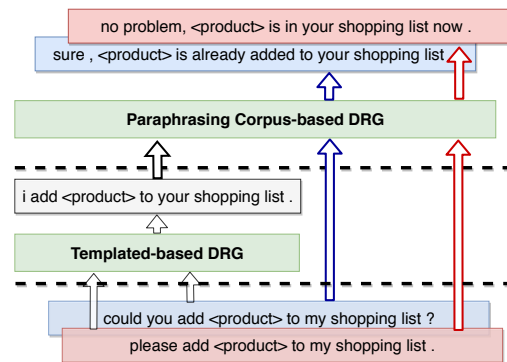 no problem, <product> is in your shopping list now .
sure , <product> is already added to your shopping list
Paraphrasing Corpus-based DRG
i add <product> to your shopping list .
Templated-based DRG
could you add <product> to my shopping list ?
please add <product> to my shopping list .